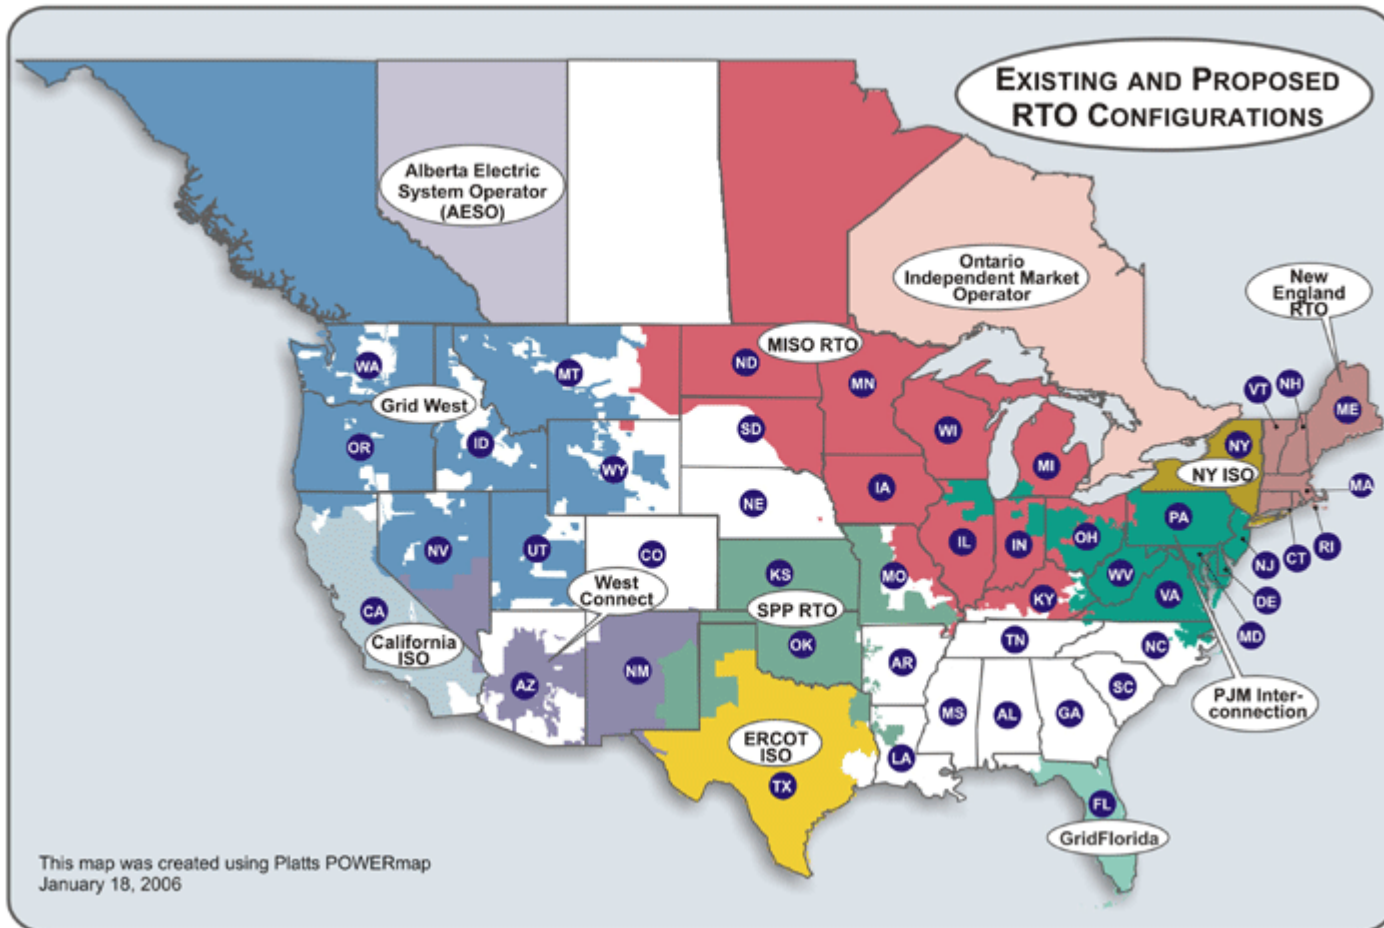 EXISTING AND PROPOSED
RTO CONFIGURATIONS
Alberta Electric
System Operator
(AESO)
Ontario
Independent Market
Operator
New
England
RTO
MISO RTO
WA
MT
ND
MN
VT
NH
ME
Grid West
OR
ID
WY
SD
WI
MI
NY
NY ISO
MA
NE
IA
PA
NV
UT
CO
IL
IN
OH
RI
CT
NJ
KS
MO
WV
West
Connect
KY
VA
DE
CA
SPP RTO
MD
California
ISO
OK
TN
NC
AR
NM
AZ
SC
PJM Inter-
connection
MS
AL
GA
ERCOT
ISO
LA
TX
FL
GridFlorida
This map was created using Platts POWERmap
January 18, 2006